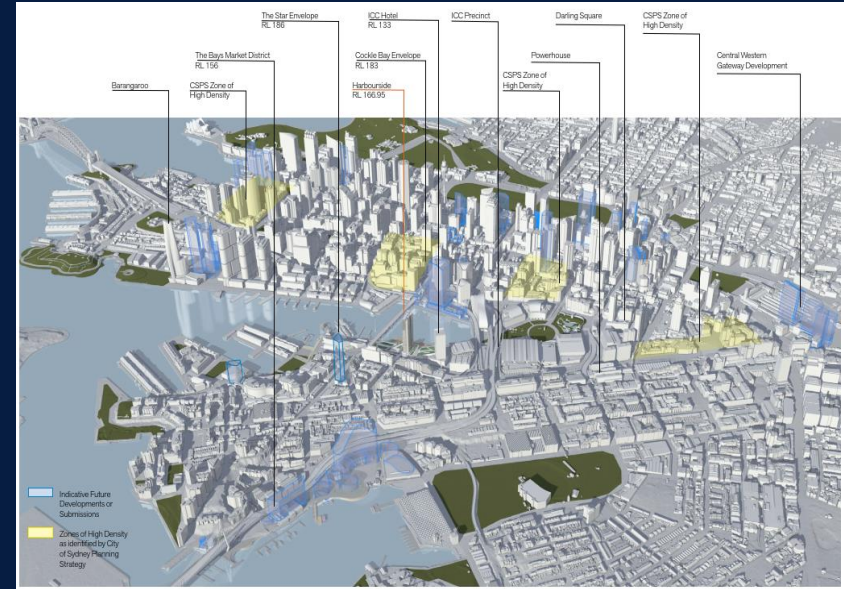 The Star Envelope
RL 186
ICC Hotel
RL 133
ICC Precinct
Darling Square
CSPS Zone of
High Density
The Bays Market District
RL 156
Cockle Bay Envelope
RL 183
Powerhouse
Central Western
Gateway Development
Barangaroo
CSPS Zone of
High Density
Harbourside
RL 166.95
CSPS Zone of
High Density
Indicative Future
Developments or
Submissions
Zones of High Density
as identified by City
of Sydney Planning
Strategy